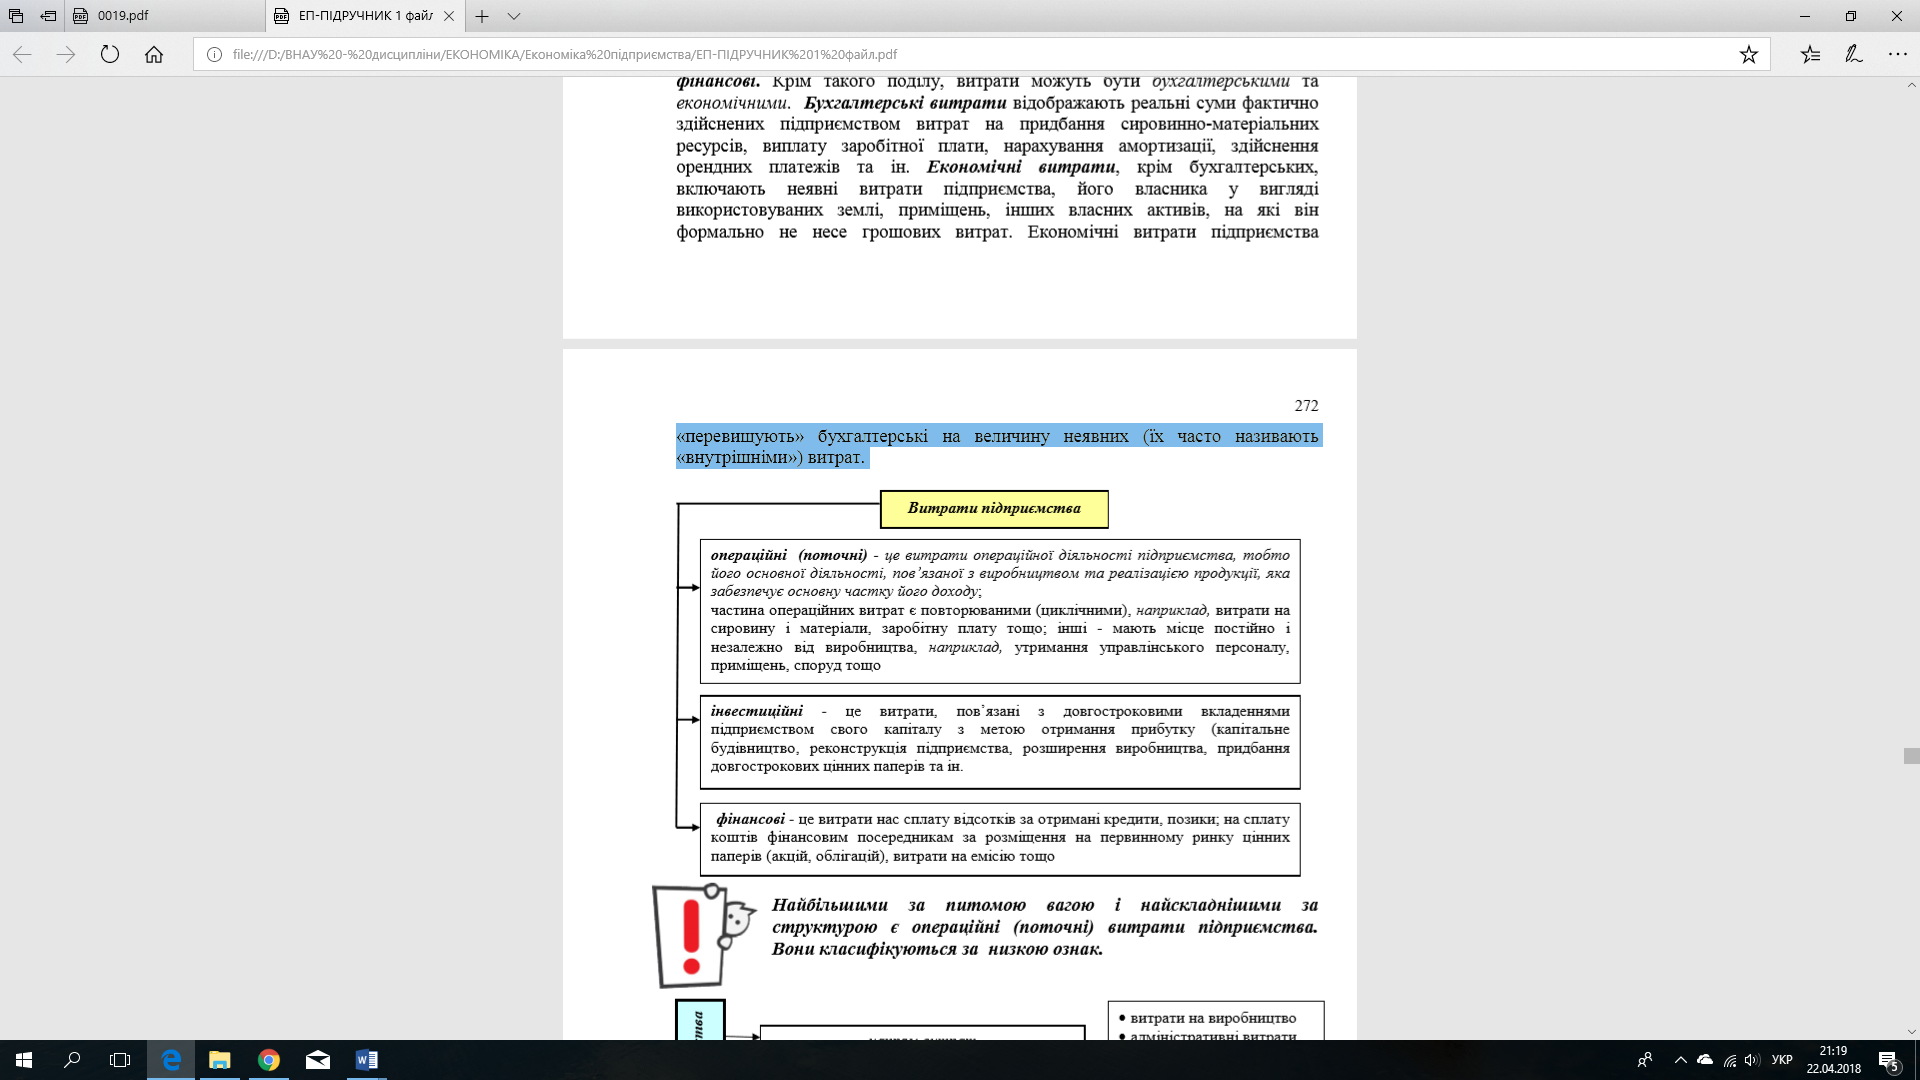 0019.pdf
ЕП-ПІДРУЧНИК 1 файл
file:///D:/ВНАУ%20-%20дисципліни/ЕКОНОМІКА/Економіка%20підприємства/ЕП-ПІДРУЧНИК%201%20файл.pdf
фінансові. Крім такого поділу, витрати можуть бути бухгалтерськими та
економічними. Бухгалтерські витрати відображають реальні суми фактично
здійснених підприємством витрат на придбання сировинно-матеріальних
ресурсів, виплату заробітної плати, нарахування амортизації, здійснення
орендних платежів та ін. Економічні витрати, крім бухгалтерських,
включають неявні витрати підприємства, його власника у вигляді
використовуваних землі, приміщень, інших власних активів, на які він
формально не несе грошових витрат. Економічні витрати підприємства
272
«перевищують» бухгалтерські на величину неявних (їх часто називають
«внутрішніми») витрат.
Витрати підприємства
операційні (поточні) - це витрати операційної діяльності підприємства, тобто
його основної діяльності, пов’язаної з виробництвом та реалізацією продукції, яка
забезпечує основну частку його доходу;
частина операційних витрат є повторюваними (циклічними), наприклад, витрати на
сировину і матеріали, заробітну плату тощо; інші - мають місце постійно і
незалежно від виробництва, наприклад, утримання управлінського персоналу,
приміщень, споруд тощо
інвестиційні - це витрати, пов’язані з довгостроковими вкладеннями
підприємством свого капіталу з метою отримання прибутку (капітальне
будівництво, реконструкція підприємства, розширення виробництва, придбання
довгострокових цінних паперів та ін.
фінансові - це витрати нас сплату відсотків за отримані кредити, позики; на сплату
коштів фінансовим посередникам за розміщення на первинному ринку цінних
паперів (акцій, облігацій), витрати на емісію тощо
Найбільшими за питомою вагою і найскладнішими за
структурою є операційні (поточні) витрати підприємства.
Вони класифікуються за низкою ознак.
• витрати на виробництво
• адміністративні витрати
УКР
21:19
22.04.2018
5